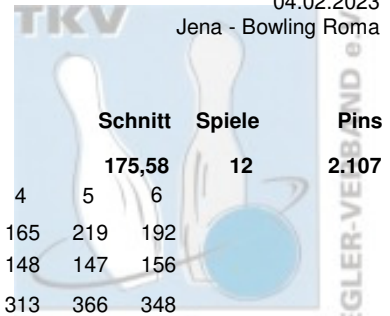 04.02.2023
TKV
Jena - Bowling Roma
Schnitt Spiele Pins
175,58 12 2.107
4 5 6
165 219 192
148 147 156
313 366 348
EGLER-VERBAND e.V.